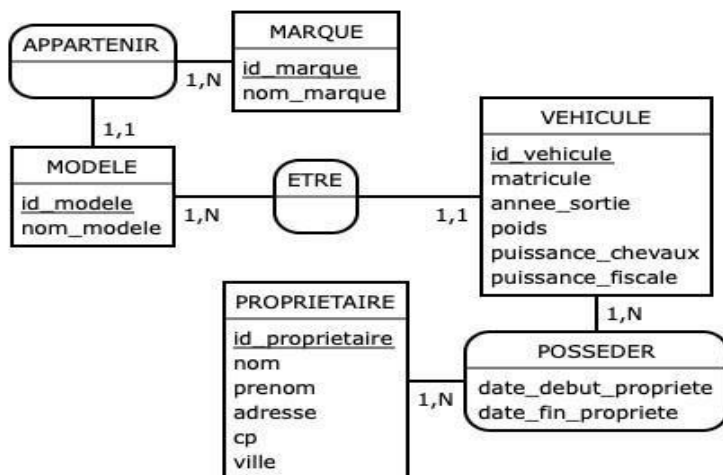 APPARTENIR
1,N
1,1
MARQUE
id_marque
nom_marque
MODELE
id_modele
nom_modele
1,N
ETRE
1,1
VEHICULE
id_vehicule
matricule
annee_sortie
poids
puissance_chevaux
puissance_fiscale
1,N
PROPRIETAIRE
id_proprietaire
nom
prenom
adresse
cp
ville
1,N
POSSEDER
date_debut_propriete
date_fin_propriete